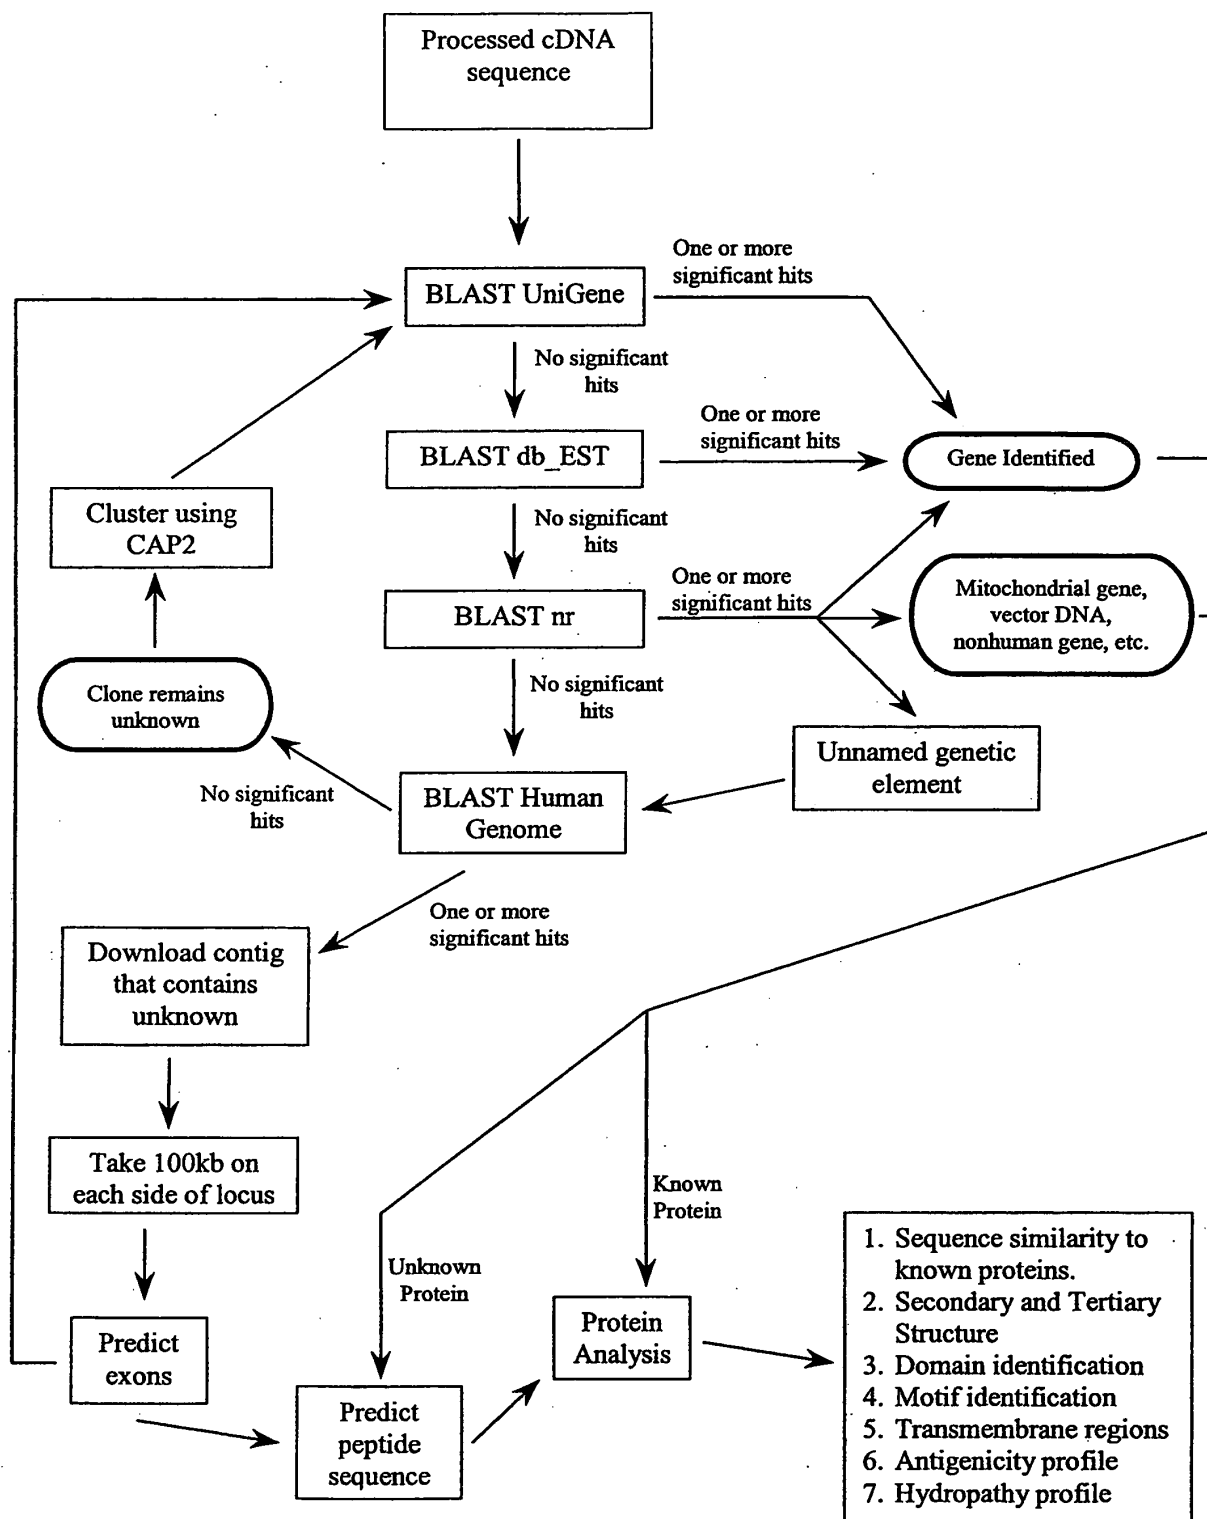 Processed cDNA
sequence
One or more
significant hits
BLAST UniGene
No significant
hits
One or more
significant hits
BLAST db_EST
Gene Identified
Cluster using
CAP2
No significant
hits
One or more
significant hits
BLAST nr
Mitochondrial gene,
vector DNA,
nonhuman gene, etc.
Clone remains
unknown
No significant
hits
Unnamed genetic
element
No significant
hits
BLAST Human
Genome
One or more
significant hits
Download contig
that contains
unknown
Take 100kb on
each side of locus
Known
Protein
Unknown
Protein
Predict
exons
Protein
Analysis
Predict
peptide
sequence
1. Sequence similarity to
known proteins.
2. Secondary and Tertiary
Structure
3. Domain identification
4. Motif identification
5. Transmembrane regions
6. Antigenicity profile
7. Hydropathy profile